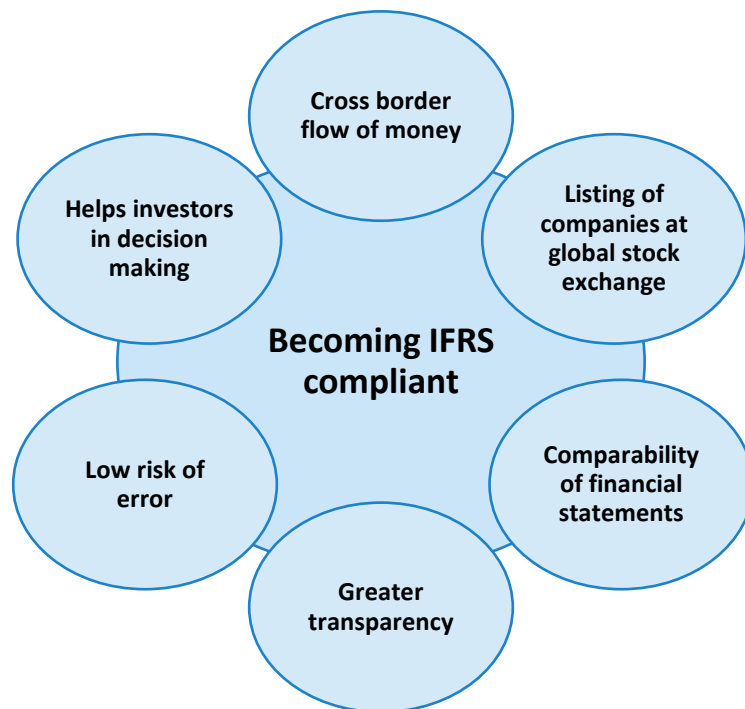 Cross border
flow of money
Listing of
companies at
global stock
exchange
Comparability
of financial
statements
Greater
transparency
Low risk of
error
Helps investors
in decision
making
Becoming IFRS
compliant